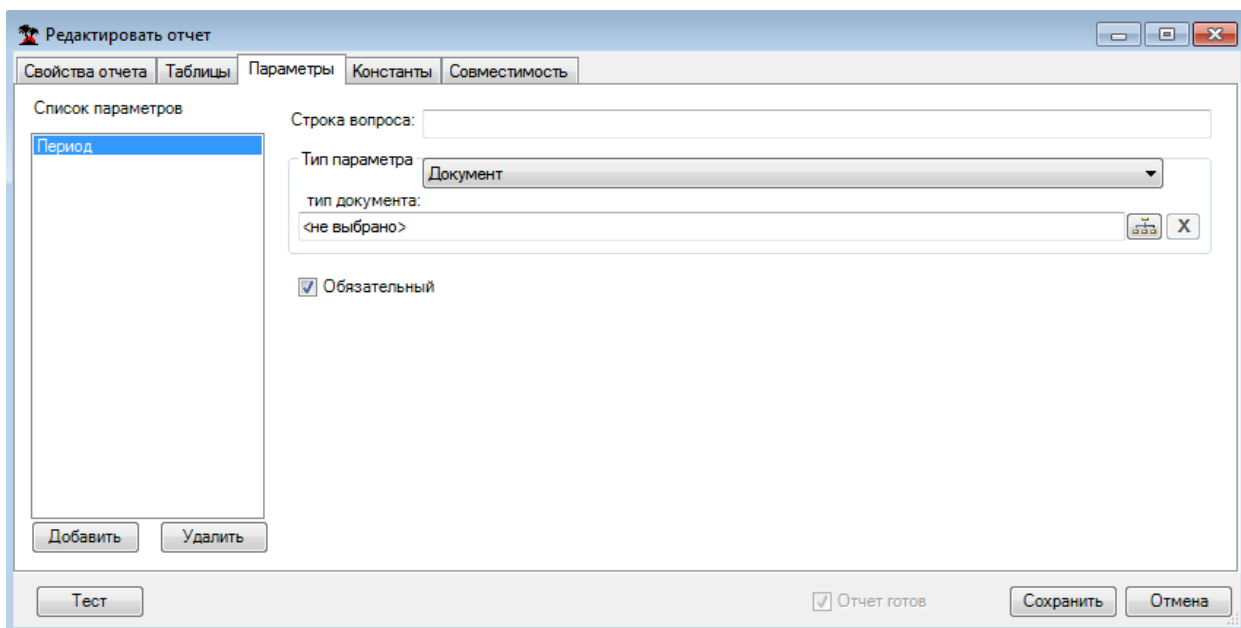 Редактировать отчет
Свойства отчета Таблицы Параметры Константы Совместимость
Список параметров
Строка вопроса:
Период
Тип параметра
Документ
тип документа:
<не выбрано>
X
Обязательный
Добавить Удалить
Тест
Отчет готов
Сохранить Отмена